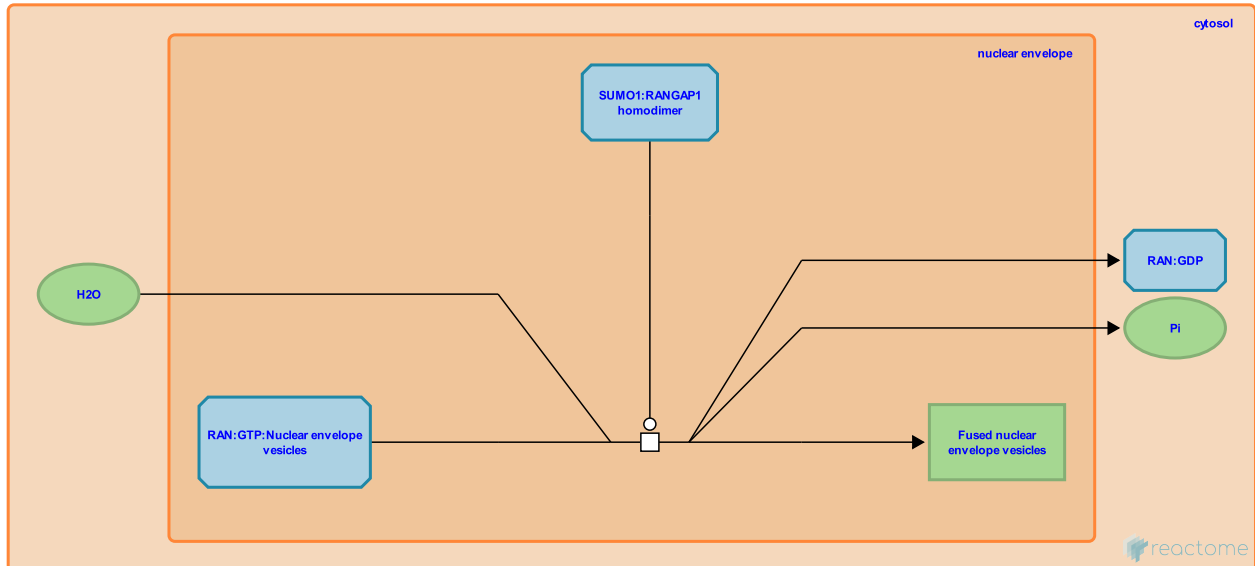 cytosol
nuclear envelope
SUMO1:RANGAP1
homodimer
RAN:GDP
H2O
Pi
RAN:GTP:Nuclear envelope
vesicles
Fused nuclear
envelope vesicles
reactome